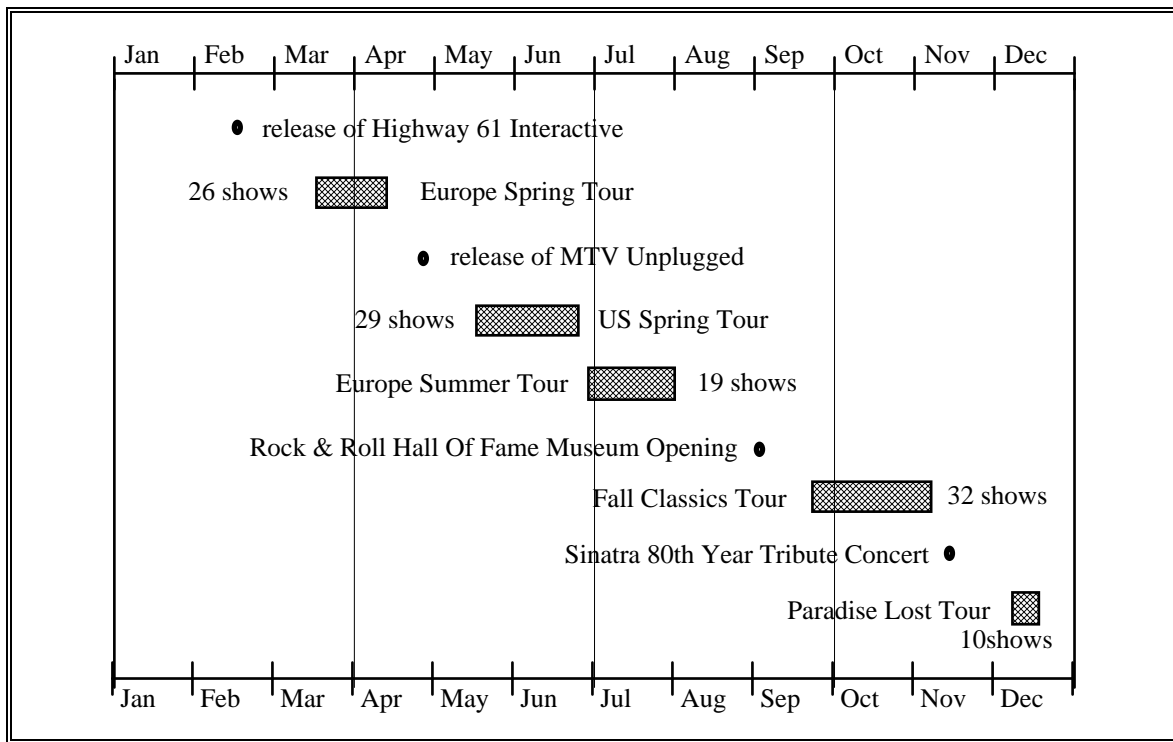 Jan Feb Mar Apr May Jun Jul Aug Sep Oct Nov Dec
release of Highway 61 Interactive
26 shows Europe Spring Tour
release of MTV Unplugged
29 shows US Spring Tour
Europe Summer Tour 19 shows
Rock & Roll Hall Of Fame Museum Opening
Fall Classics Tour 32 shows
Sinatra 80th Year Tribute Concert
Paradise Lost Tour
10shows
Jan Feb Mar Apr May Jun Jul Aug Sep Oct Nov Dec